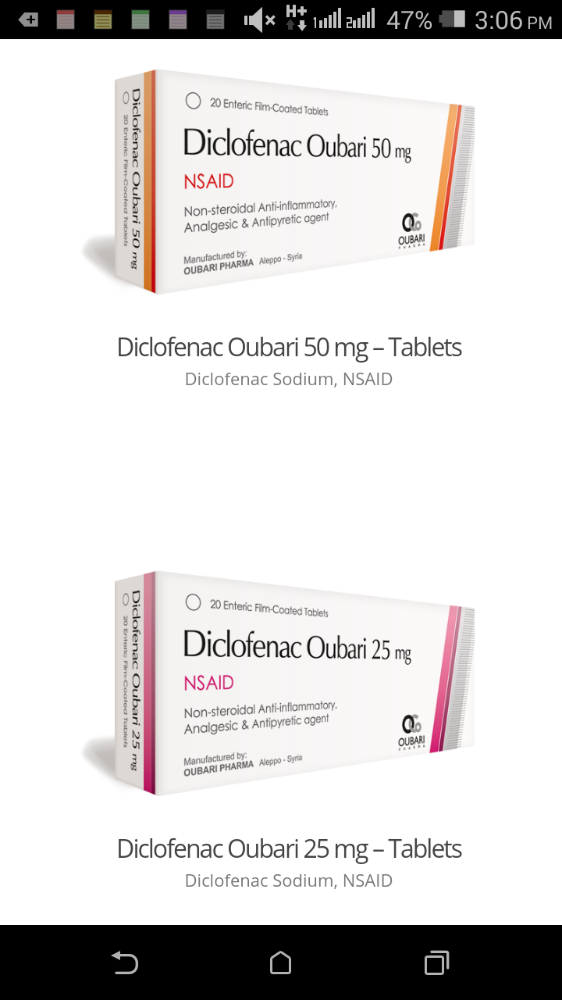 H+ 1 2 47% 3:06 PM
20 Enteric Film-Coated Tablets
Diclofenac Oubari 50 mg
NSAID
Non-steroidal Anti-inflammatory,
Analgesic & Antipyretic agent
Manufactured by:
OUBARI PHARMA Aleppo - Syria
OUBARI
PHARMA
Diclofenac Oubari 50 mg
20 Enteric Film-Coated Tablets
Diclofenac Oubari 50 mg – Tablets
Diclofenac Sodium, NSAID
20 Enteric Film-Coated Tablets
Diclofenac Oubari 25 mg
NSAID
Non-steroidal Anti-inflammatory,
Analgesic & Antipyretic agent
Manufactured by:
OUBARI PHARMA Aleppo - Syria
OUBARI
PHARMA
Diclofenac Oubari 25 mg
20 Enteric Film-Coated Tablets
Diclofenac Oubari 25 mg – Tablets
Diclofenac Sodium, NSAID